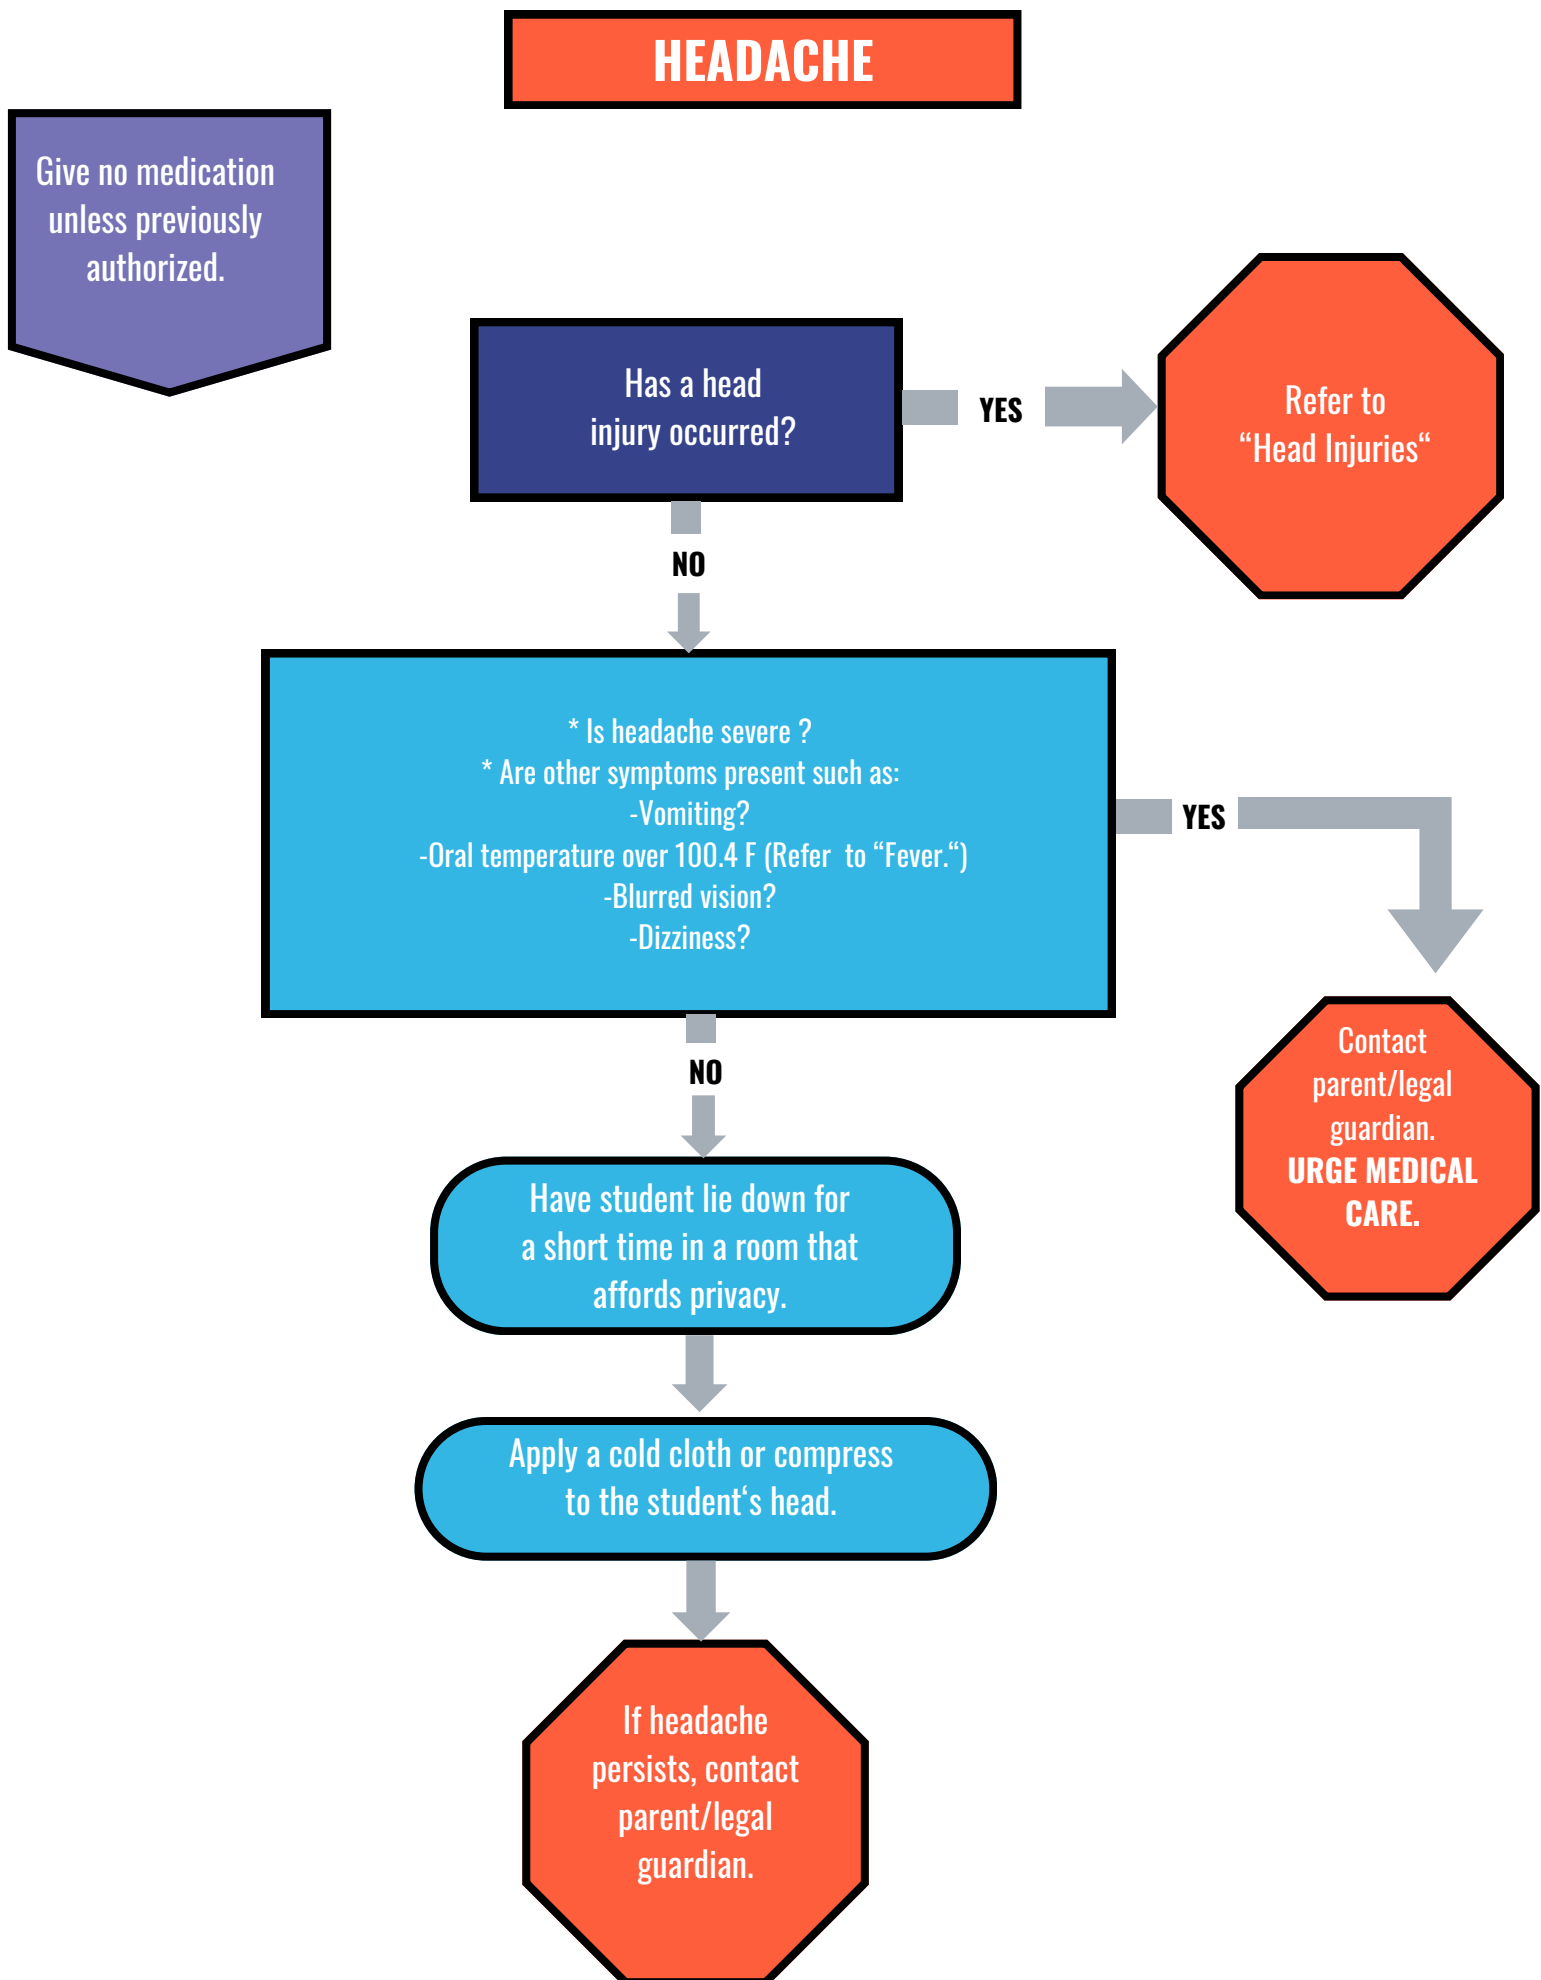 HEADACHE
Give no medication
unless previously
authorized.
Has a head
injury occurred?
YES
Refer to
“Head Injuries“
NO
* Is headache severe ?
* Are other symptoms present such as:
-Vomiting?
-Oral temperature over 100.4 F (Refer  to “Fever.“)
-Blurred vision?
-Dizziness?
YES
Contact
parent/legal
guardian.
URGE MEDICAL
CARE.
NO
Have student lie down for
a short time in a room that
affords privacy.
Apply a cold cloth or compress
to the student‘s head.
If headache
persists, contact
parent/legal
guardian.